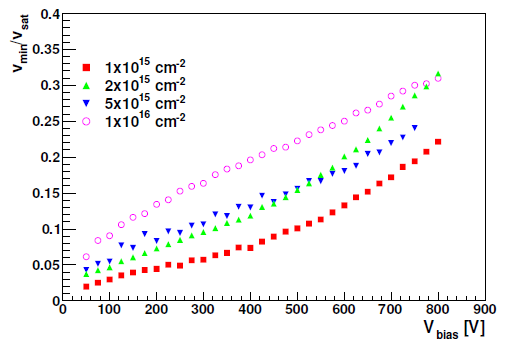 v_min/v_sat
0.4
0.35
0.3
0.25
0.2
0.15
0.1
0.05
0
1x10^15 cm^-2
2x10^15 cm^-2
5x10^15 cm^-2
1x10^16 cm^-2
0 100 200 300 400 500 600 700 800 900
V_bias [V]